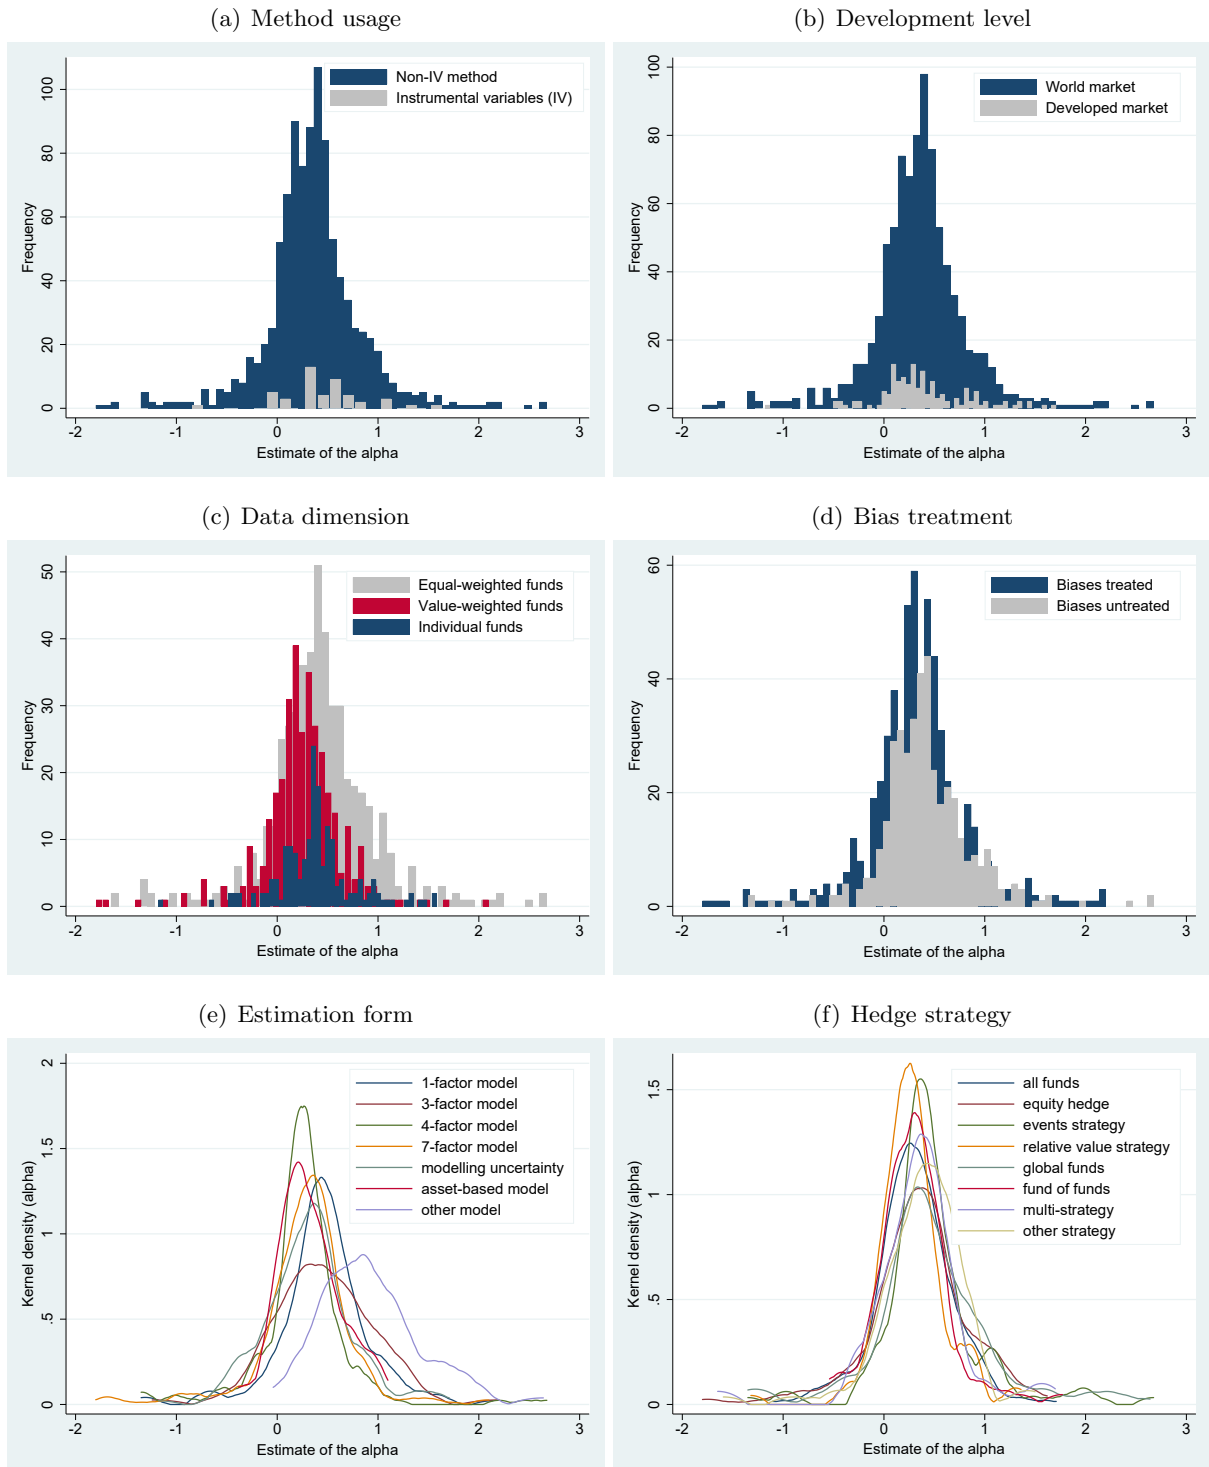 (a) Method usage
Non-IV method
Instrumental variables (IV)
Frequency
0 20 40 60 80 100
-2 -1 0 1 2 3
Estimate of the alpha
(b) Development level
World market
Developed market
Frequency
0 20 40 60 80 100
-2 -1 0 1 2 3
Estimate of the alpha
(c) Data dimension
Equal-weighted funds
Value-weighted funds
Individual funds
Frequency
0 10 20 30 40 50
-2 -1 0 1 2 3
Estimate of the alpha
(d) Bias treatment
Biases treated
Biases untreated
Frequency
0 20 40 60
-2 -1 0 1 2 3
Estimate of the alpha
(e) Estimation form
1-factor model
3-factor model
4-factor model
7-factor model
modelling uncertainty
asset-based model
other model
Kernel density (alpha)
0 .5 1 1.5 2
-2 -1 0 1 2 3
Estimate of the alpha
(f) Hedge strategy
all funds
equity hedge
events strategy
relative value strategy
global funds
fund of funds
multi-strategy
other strategy
Kernel density (alpha)
0 .5 1 1.5
-2 -1 0 1 2 3
Estimate of the alpha